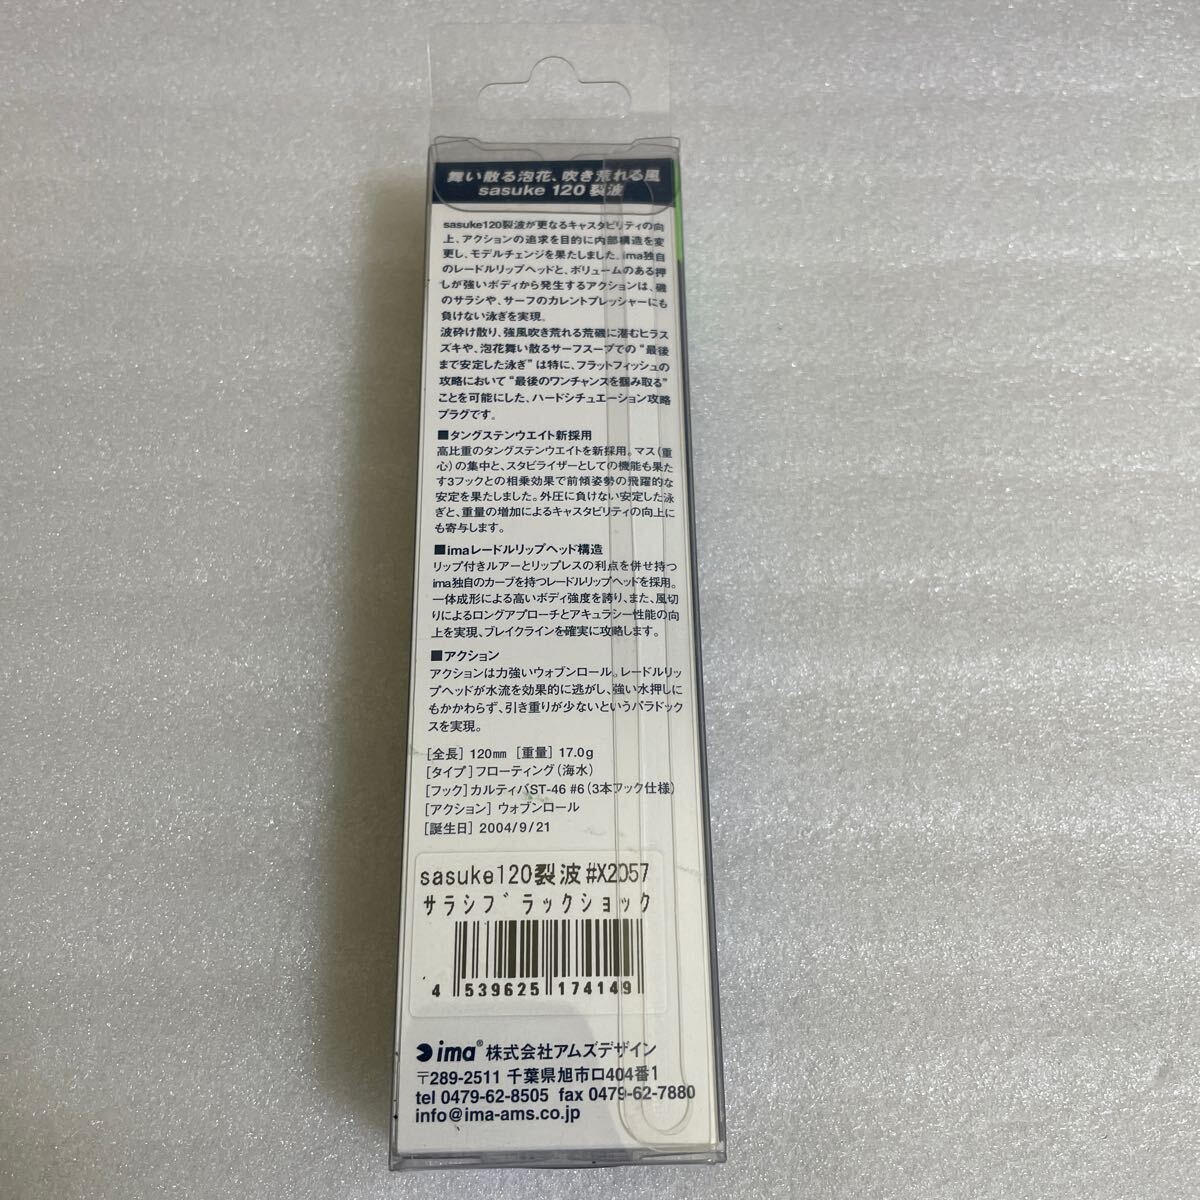 舞い散る泡花、吹き荒れる風
sasuke 120 裂波
sasuke120裂波が更なるキャスタビリティの向
上、アクションの追求を目的に内部構造を変
更し、モデルチェンジを果たしました。ima独自
のレードルリップヘッドと、ボリュームのある押
しが強いボディから発生するアクションは、磯
のサラシや、サーフのカレントプレッシャーにも
負けない泳ぎを実現。
波砕け散り、強風吹き荒れる荒磯に潜むヒラス
ズキや、泡花舞い散るサーフスープでの“最後
まで安定した泳ぎ”は特に、フラットフィッシュの
攻略において“最後のワンチャンスを掴み取る”
ことを可能にした、ハードシチュエーション攻略
プラグです。
■タングステンウエイト新採用
高比重のタングステンウエイトを新採用。マス(重
心)の集中と、スタビライザーとしての機能も果た
す3フックとの相乗効果で前傾姿勢の飛躍的な
安定を果たしました。外圧に負けない安定した泳
ぎと、重量の増加によるキャスタビリティの向上に
も寄与します。
■imaレードルリップヘッド構造
リップ付きルアーとリップレスの利点を併せ持つ
ima独自のカーブを持つレードルリップヘッドを採用。
一体成形による高いボディ強度を誇り、また、風切
りによるロングアプローチとアキュラシー性能の向
上を実現、ブレイクラインを確実に攻略します。
■アクション
アクションは力強いウォブンロール。レードルリッ
プヘッドが水流を効果的に逃がし、強い水押しに
もかかわらず、引き重りが少ないというパラドック
スを実現。
[全長] 120mm [重量] 17.0g
[タイプ] フローティング(海水)
[フック] カルティバST-46 #6(3本フック仕様)
[アクション] ウォブンロール
[誕生日] 2004/9/21
sasuke120裂波#X2057
サラシブラックショック
4 539625 174149
ima® 株式会社アムズデザイン
〒289-2511 千葉県旭市ロ404番1
tel 0479-62-8505 fax 0479-62-7880
info@ima-ams.co.jp